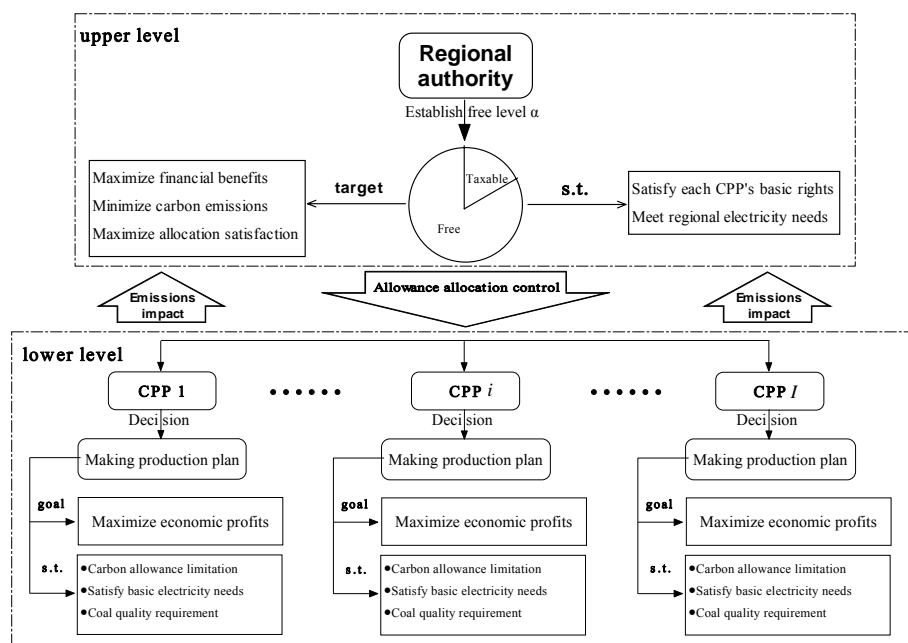 upper level
Regional
authority
Establish free level α
Taxable
Free
target
Maximize financial benefits
Minimize carbon emissions
Maximize allocation satisfaction
s.t.
Satisfy each CPP's basic rights
Meet regional electricity needs
Emissions
impact
Allowance allocation control
Emissions
impact
lower level
CPP 1
CPP i
CPP I
Decision
Decision
Decision
Making production plan
Making production plan
Making production plan
goal
Maximize economic profits
goal
Maximize economic profits
goal
Maximize economic profits
s.t.
●Carbon allowance limitation
●Satisfy basic electricity needs
●Coal quality requirement
s.t.
●Carbon allowance limitation
●Satisfy basic electricity needs
●Coal quality requirement
s.t.
●Carbon allowance limitation
●Satisfy basic electricity needs
●Coal quality requirement